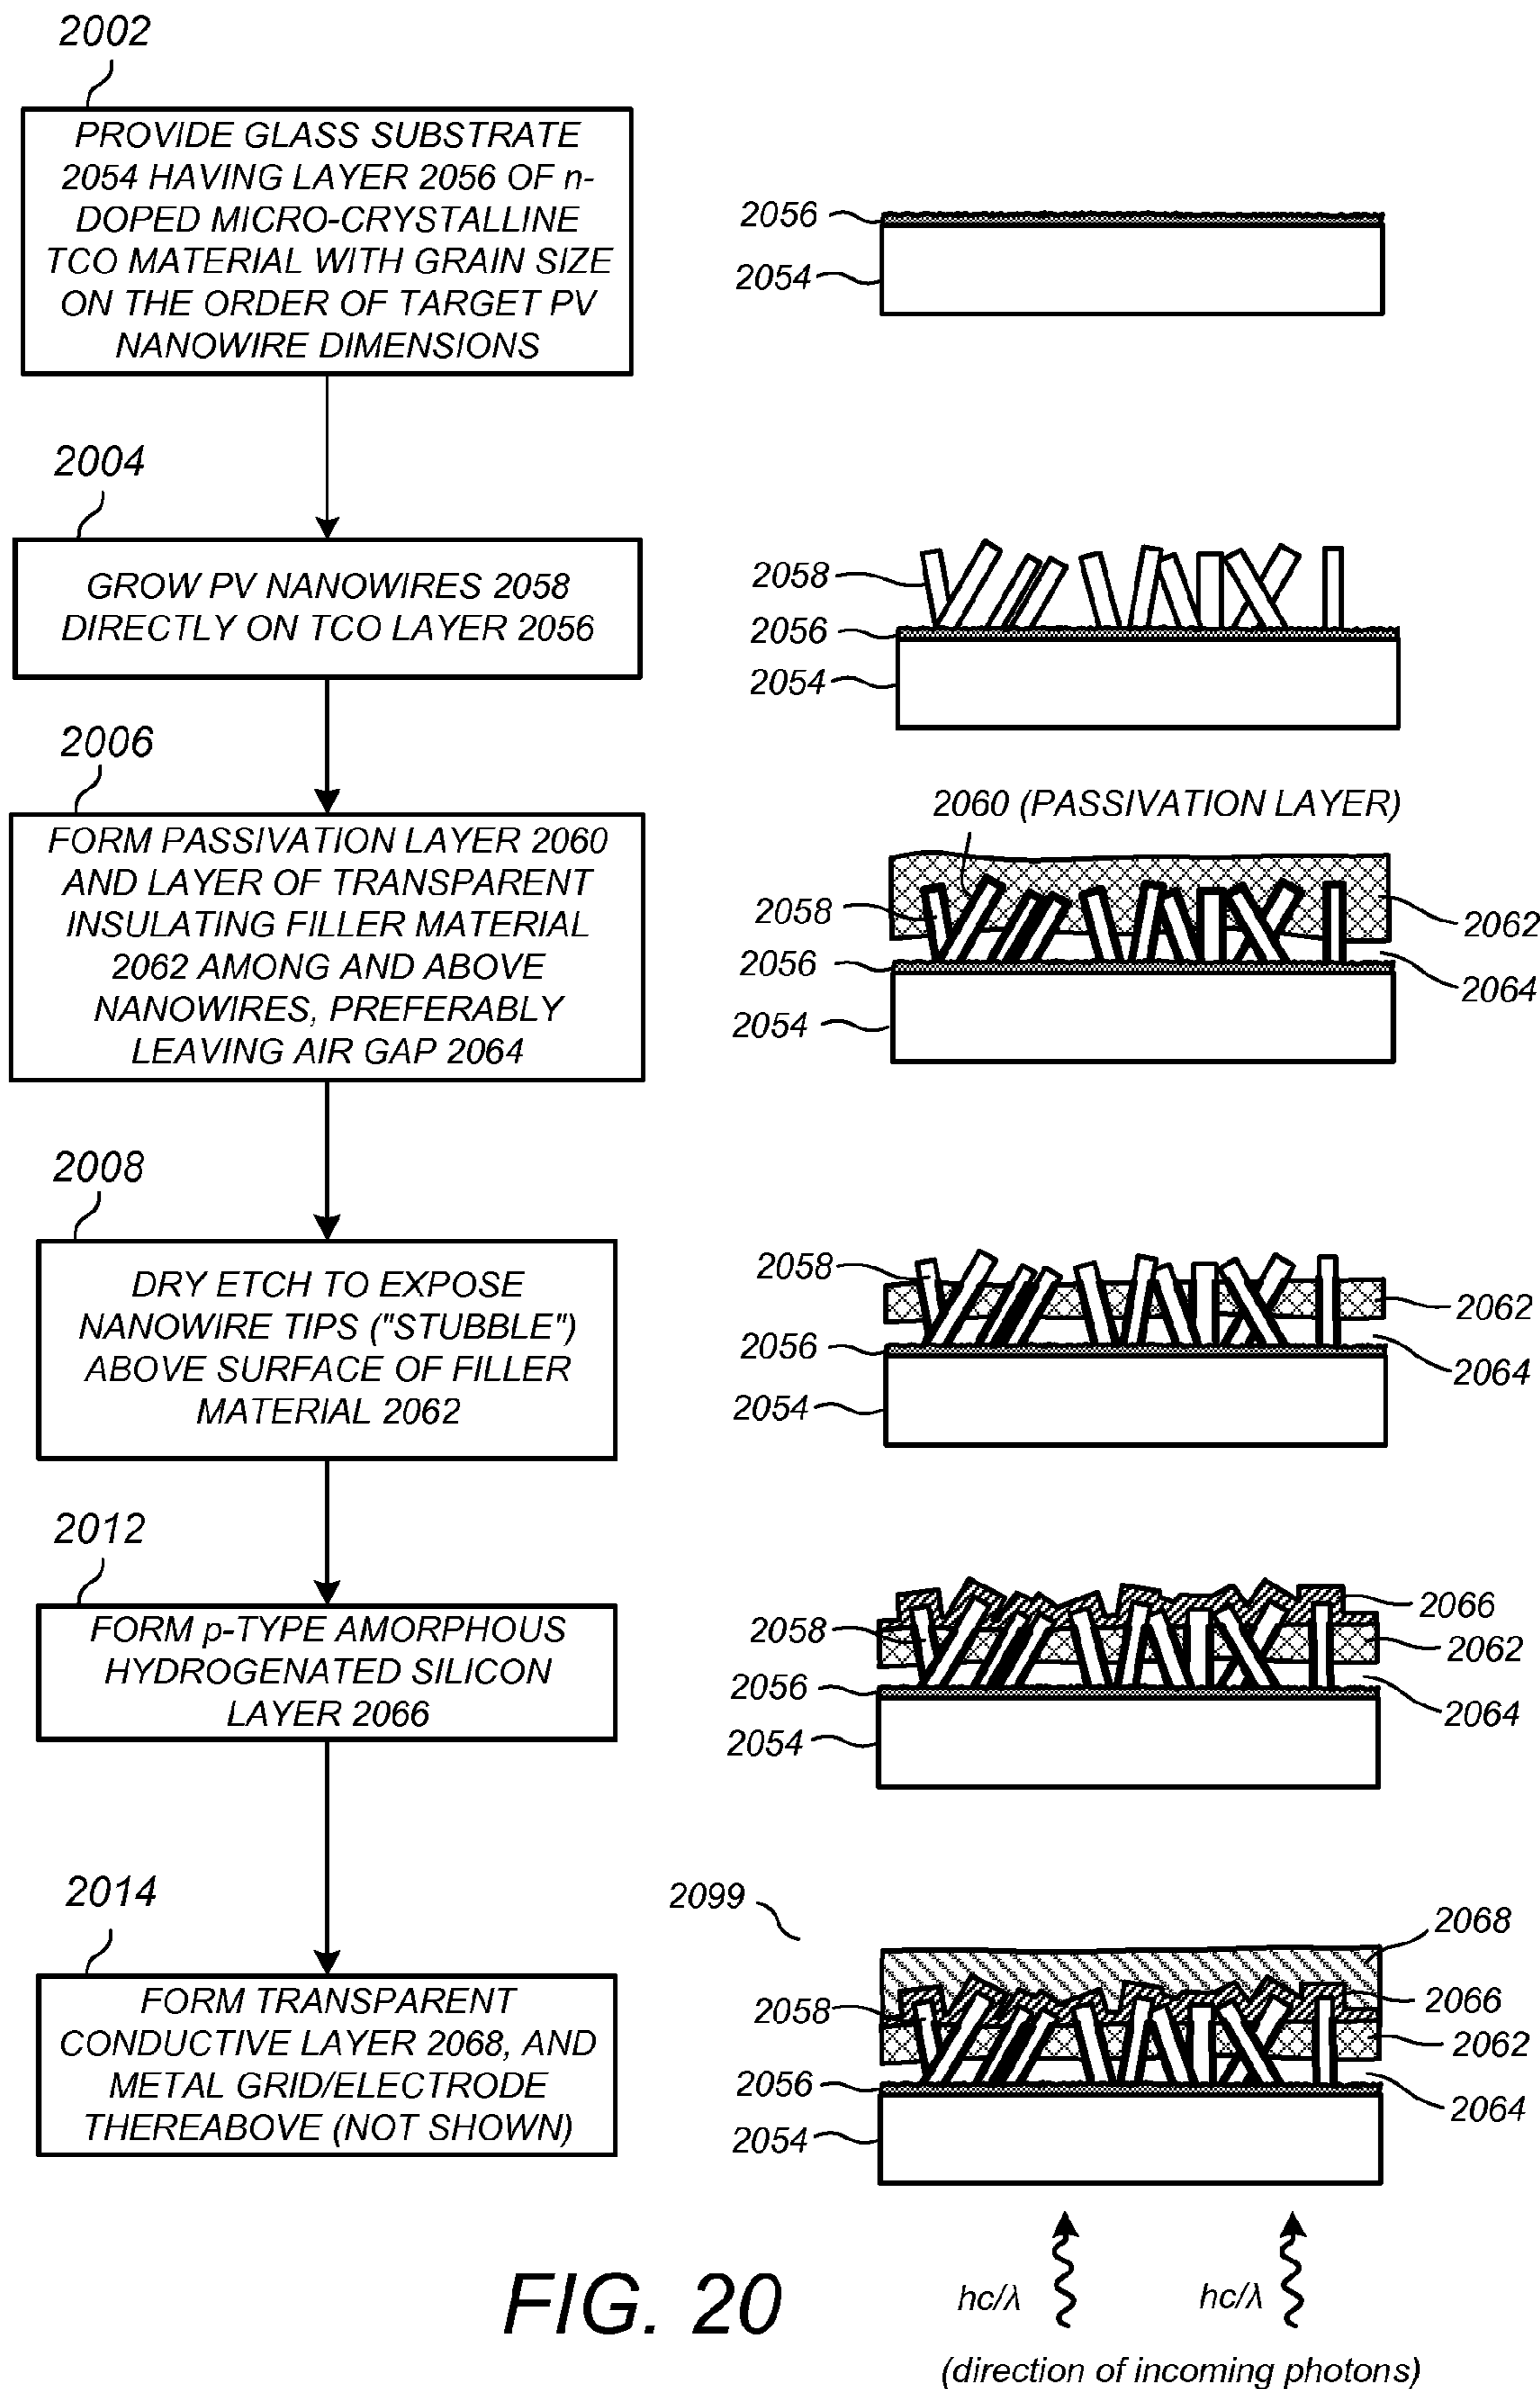 2002
PROVIDE GLASS SUBSTRATE
2054 HAVING LAYER 2056 OF n-
DOPED MICRO-CRYSTALLINE
TCO MATERIAL WITH GRAIN SIZE
ON THE ORDER OF TARGET PV
NANOWIRE DIMENSIONS
2056
2054
2004
GROW PV NANOWIRES 2058
DIRECTLY ON TCO LAYER 2056
2058
2056
2054
2006
FORM PASSIVATION LAYER 2060
AND LAYER OF TRANSPARENT
INSULATING FILLER MATERIAL
2062 AMONG AND ABOVE
NANOWIRES, PREFERABLY
LEAVING AIR GAP 2064
2060 (PASSIVATION LAYER)
2058
2062
2056
2064
2054
2008
DRY ETCH TO EXPOSE
NANOWIRE TIPS ("STUBBLE")
ABOVE SURFACE OF FILLER
MATERIAL 2062
2058
2062
2056
2064
2054
2012
FORM p-TYPE AMORPHOUS
HYDROGENATED SILICON
LAYER 2066
2066
2058
2062
2056
2064
2054
2014
FORM TRANSPARENT
CONDUCTIVE LAYER 2068, AND
METAL GRID/ELECTRODE
THEREABOVE (NOT SHOWN)
2099
2068
2066
2058
2062
2056
2064
2054
hc/λ
hc/λ
(direction of incoming photons)
FIG. 20